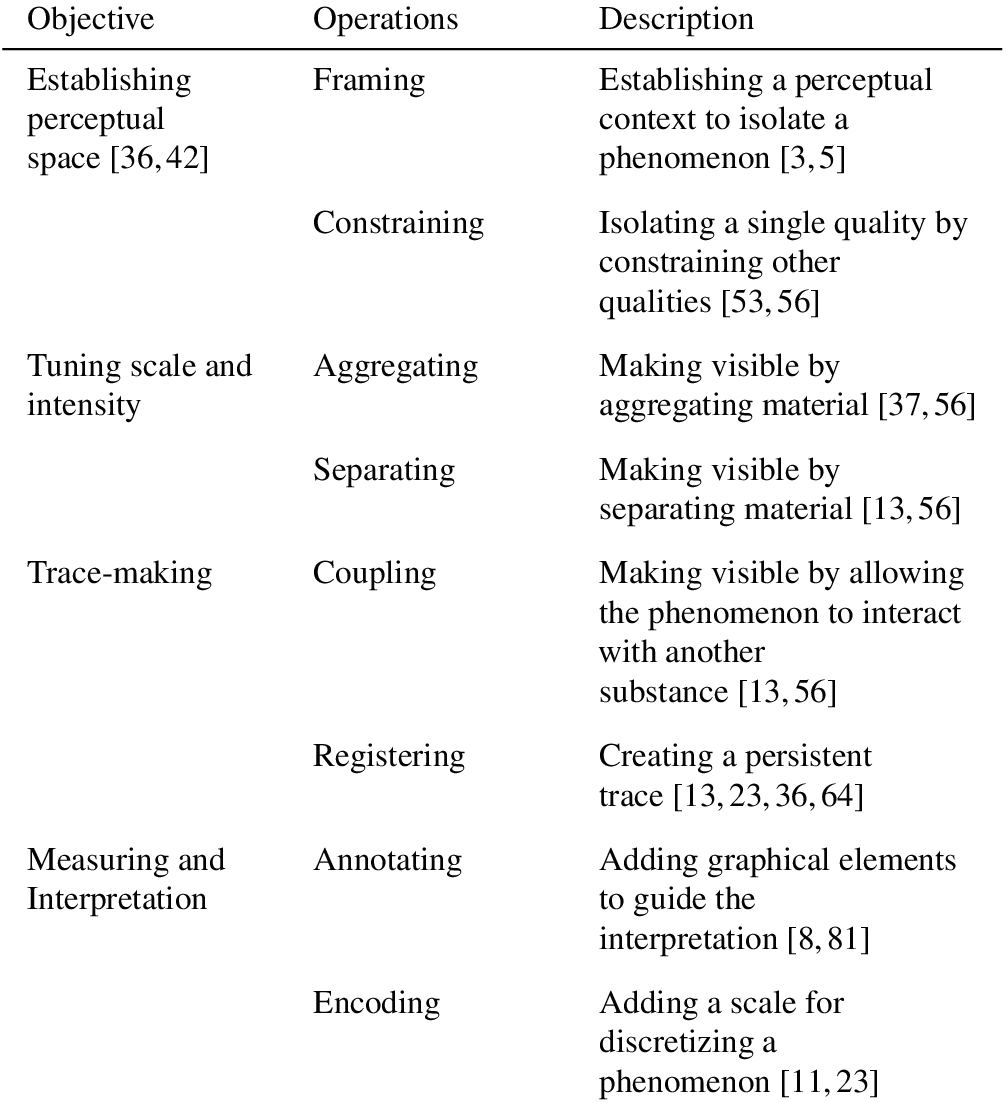 Objective Operations Description
Establishing Framing Establishing a perceptual
perceptual context to isolate a
space [36, 42] phenomenon [3, 5]
Constraining Isolating a single quality by
constraining other
qualities [53, 56]
Tuning scale and Aggregating Making visible by
intensity aggregating material [37, 56]
Separating Making visible by
separating material [13, 56]
Trace-making Coupling Making visible by allowing
the phenomenon to interact
with another
substance [13, 56]
Registering Creating a persistent
trace [13, 23, 36, 64]
Measuring and Annotating Adding graphical elements
Interpretation to guide the
interpretation [8, 81]
Encoding Adding a scale for
discretizing a
phenomenon [11, 23]